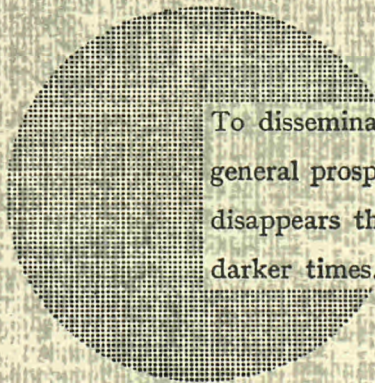 To dissemina
general prosp
disappears th
darker times.